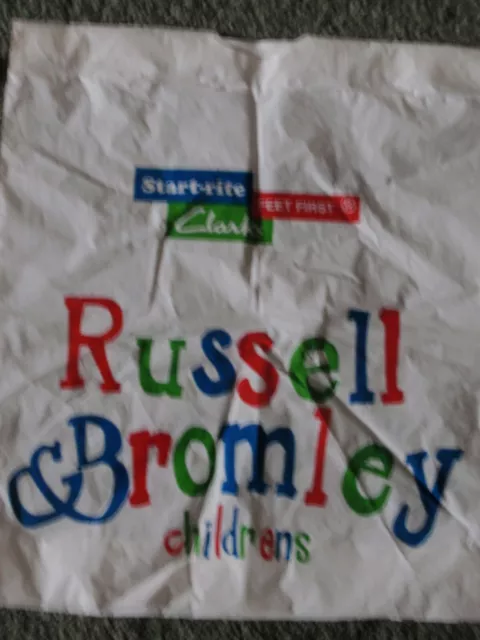 Start-rite
FEET FIRST ®
Clarks
Russell
&Bromley
childrens